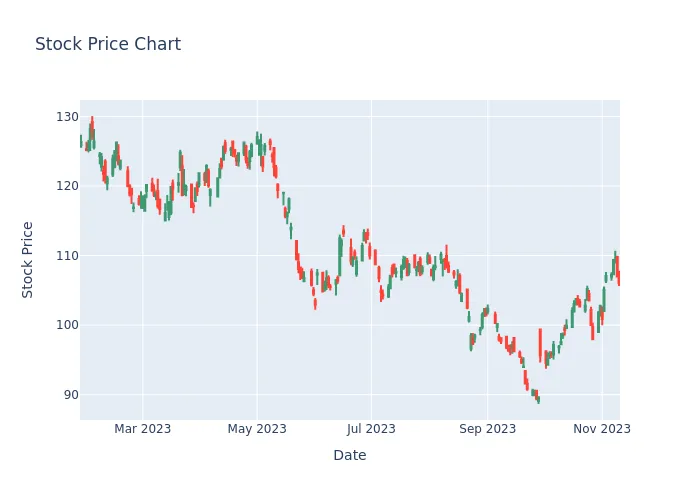 Stock Price Chart
130
120
110
100
90
Stock Price
Mar 2023
May 2023
Jul 2023
Sep 2023
Nov 2023
Date